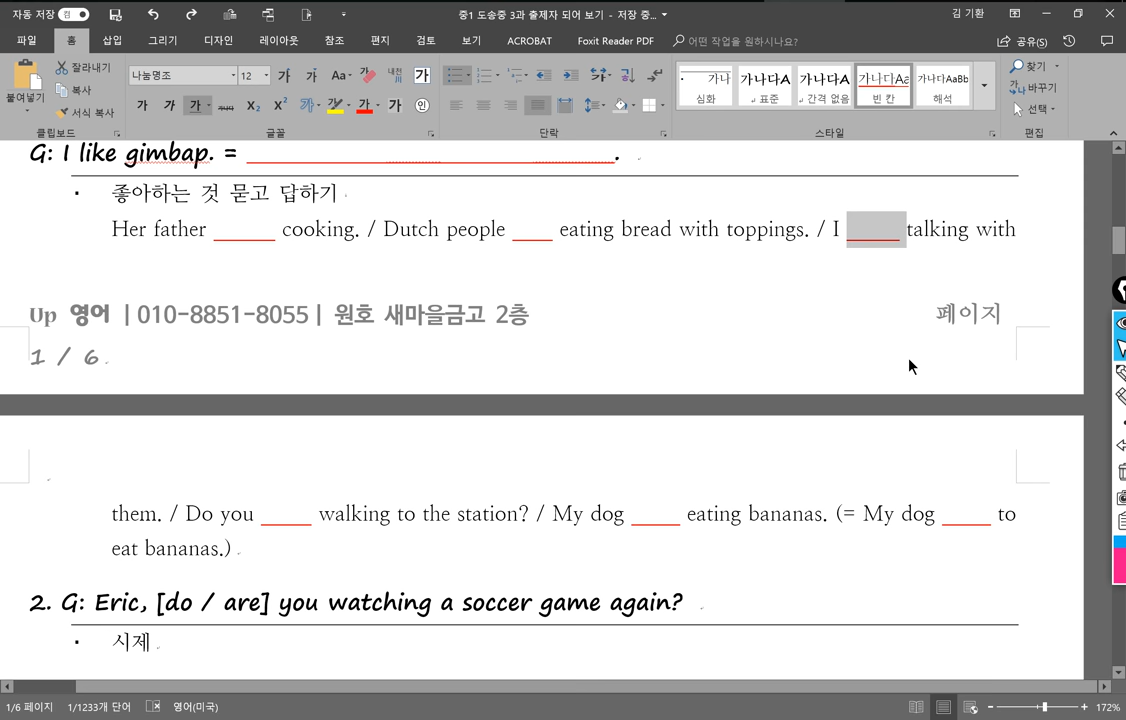 자동 저장 켬
중1 도송중 3과 출제자 되어 보기 - 저장 중...
김 기환
파일 홈 삽입 그리기 디자인 레이아웃 참조 편지 검토 보기 ACROBAT Foxit Reader PDF 어떤 작업을 원하시나요? 공유(S)
붙여넣기 잘라내기 복사 서식 복사
나눔명조 12
가나 심화
가나다A 표준
가나다A 간격 없음
가나다Aa 빈 칸
가나다AaBb 해석
찾기 바꾸기 선택
클립보드 글꼴 단락 스타일 편집
G: I like gimbap. = ______.
· 좋아하는 것 묻고 답하기
Her father ______ cooking. / Dutch people ____ eating bread with toppings. / I _____ talking with
Up 영어 | 010-8851-8055 | 원호 새마을금고 2층 페이지
1 / 6
them. / Do you _____ walking to the station? / My dog _____ eating bananas. (= My dog _____ to
eat bananas.)
2. G: Eric, [do / are] you watching a soccer game again?
· 시제
1/6 페이지 1/1233개 단어 영어(미국) 172%